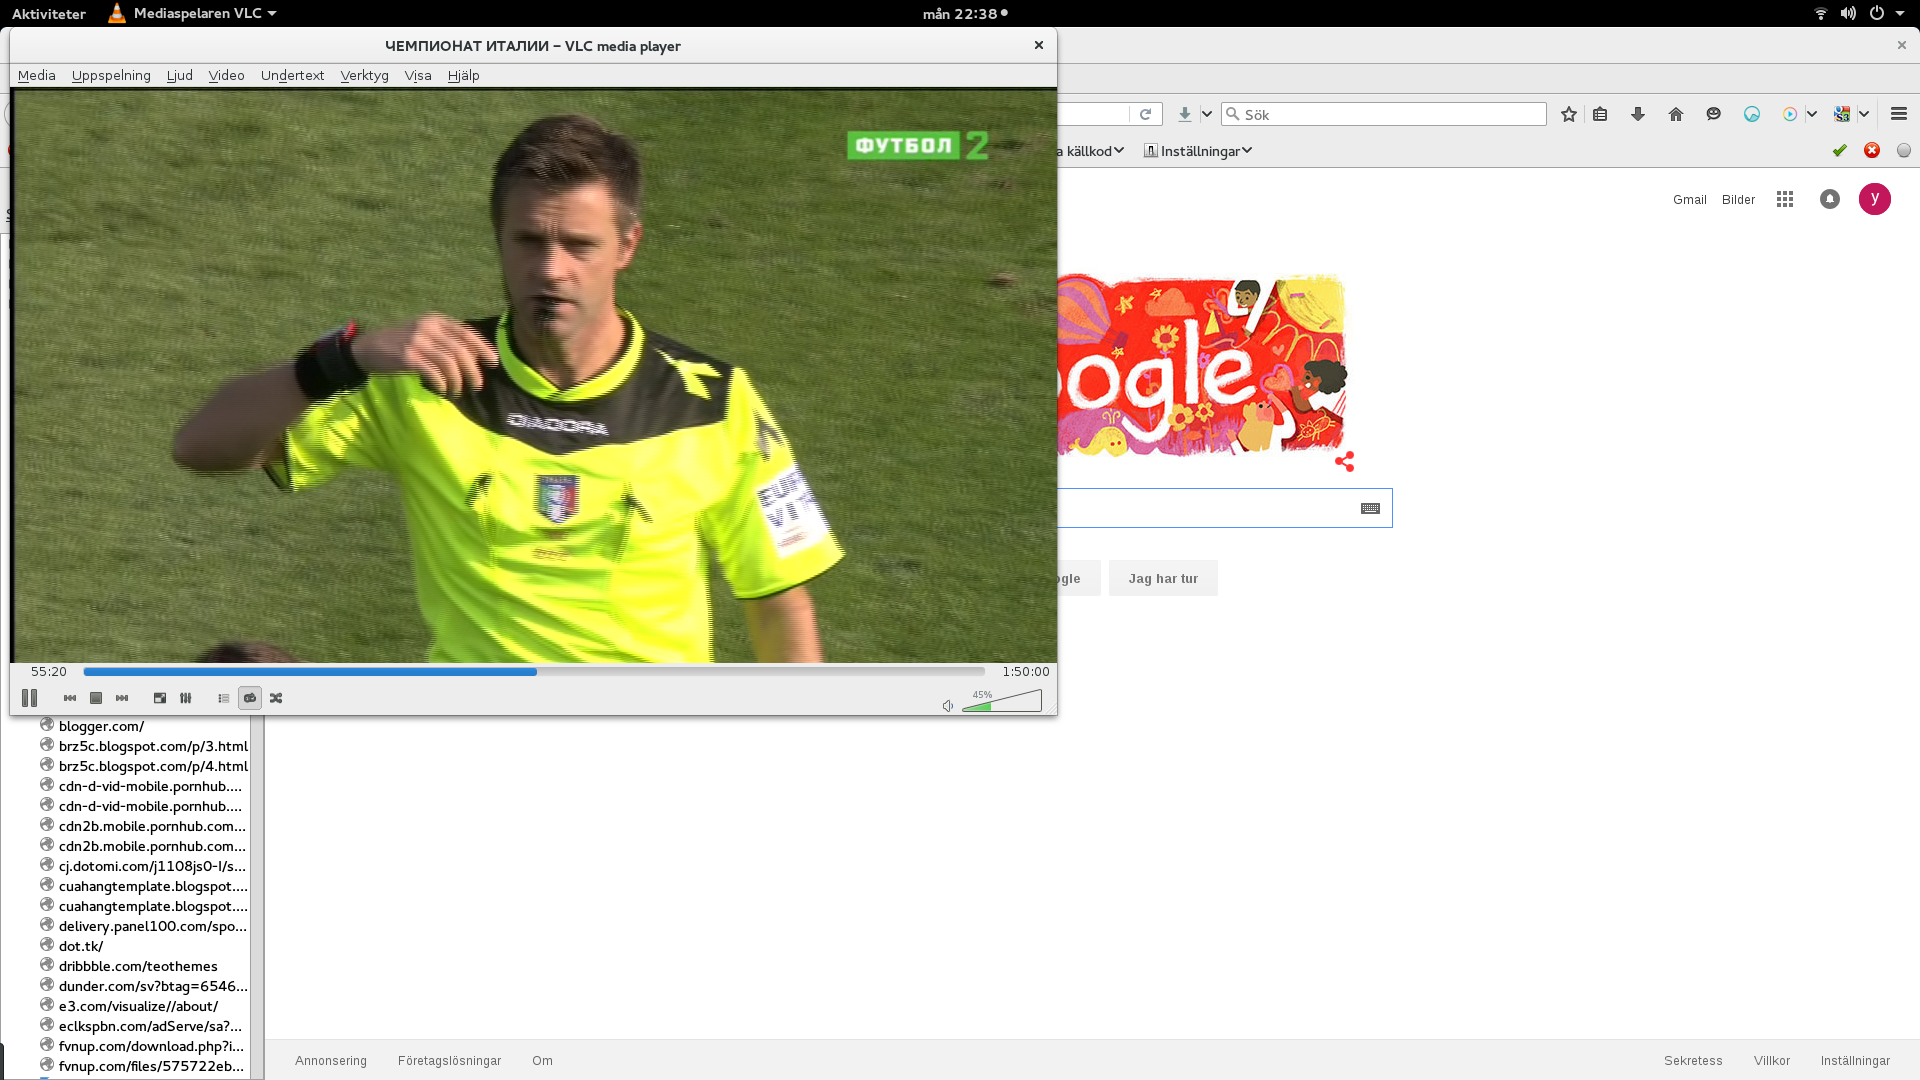 Aktiviteter
Mediaspelaren VLC
mån 22:38
ЧЕМПИОНАТ ИТАЛИИ – VLC media player
Media Uppspelning Ljud Video Undertext Verktyg Visa Hjälp
ФУТБОЛ 2
DIADORA
55:20
1:50:00
45%
Sök
a källkod
Inställningar
Gmail
Bilder
y
ogle
ogle
Jag har tur
blogger.com/
brz5c.blogspot.com/p/3.html
brz5c.blogspot.com/p/4.html
cdn-d-vid-mobile.pornhub....
cdn-d-vid-mobile.pornhub....
cdn2b.mobile.pornhub.com...
cdn2b.mobile.pornhub.com...
cj.dotomi.com/j1108js0-I/s...
cuahangtemplate.blogspot....
cuahangtemplate.blogspot....
delivery.panel100.com/spo...
dot.tk/
dribbble.com/teothemes
dunder.com/sv?btag=6546...
e3.com/visualize//about/
eclkspbn.com/adServe/sa?...
fvnup.com/download.php?i...
fvnup.com/files/575722eb...
Annonsering
Företagslösningar
Om
Sekretess
Villkor
Inställningar